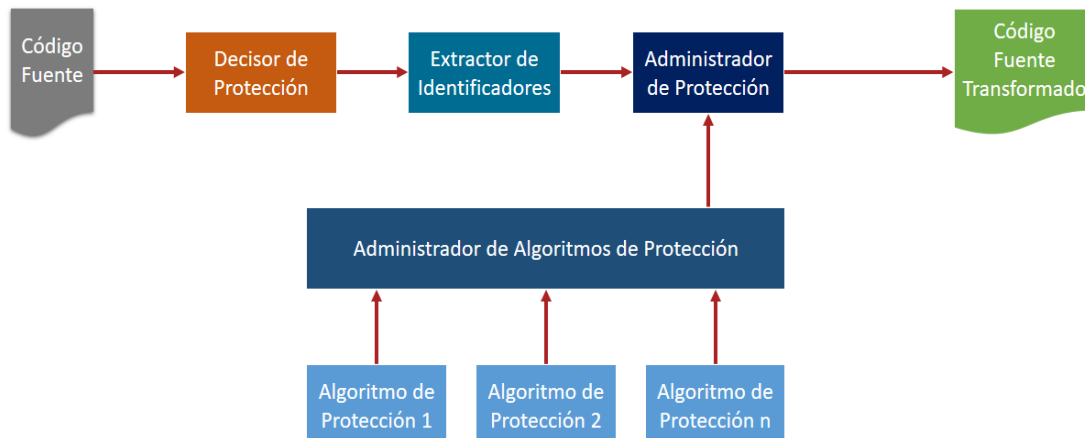 Código
Fuente
Decisor de
Protección
Extractor de
Identificadores
Administrador
de Protección
Código
Fuente
Transformado
Administrador de Algoritmos de Protección
Algoritmo de
Protección 1
Algoritmo de
Protección 2
Algoritmo de
Protección n